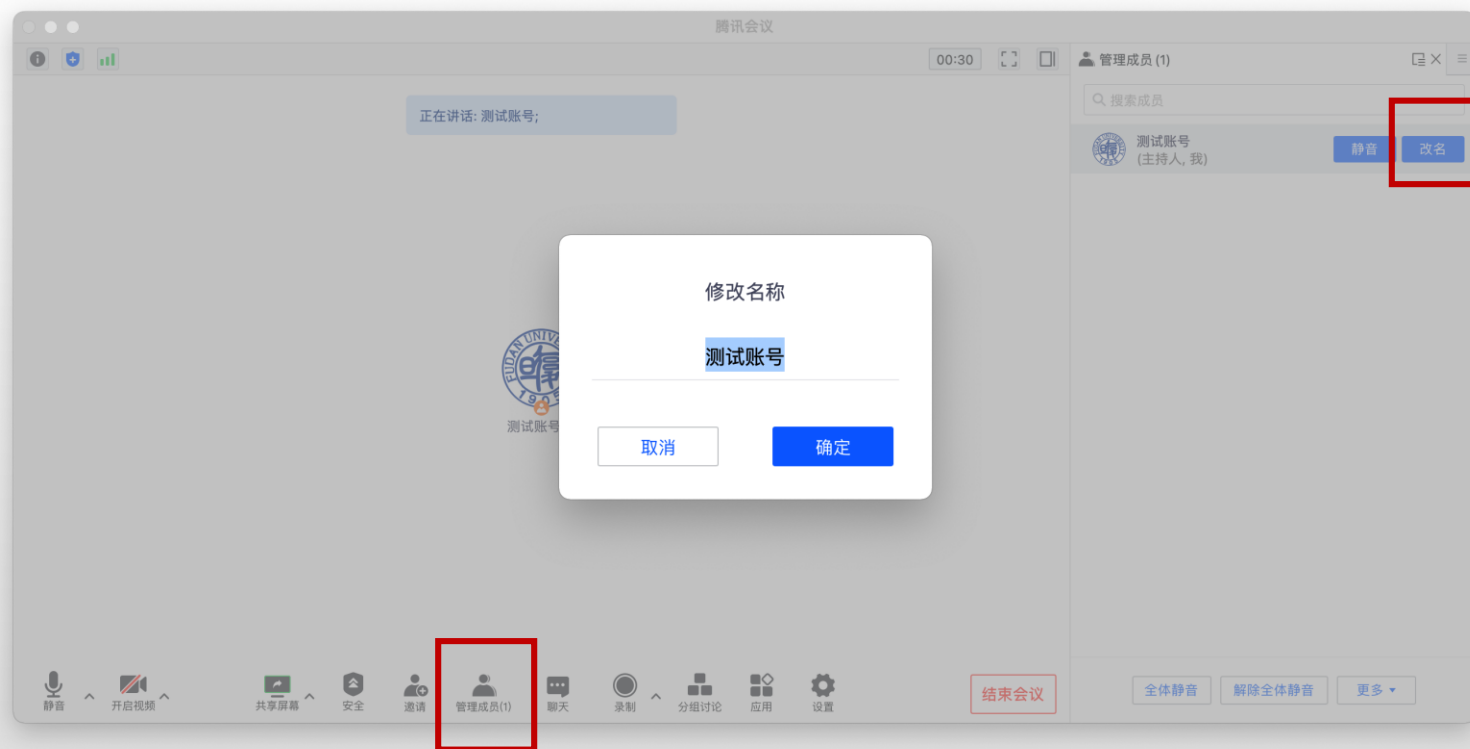 腾讯会议
00:30
管理成员(1)
正在讲话: 测试账号;
搜索成员
测试账号
(主持人, 我)
静音
改名
修改名称
测试账号
取消
确定
FUDAN UNIVE
测试账号
静音
开启视频
共享屏幕
安全
邀请
管理成员(1)
聊天
录制
分组讨论
应用
设置
结束会议
全体静音
解除全体静音
更多